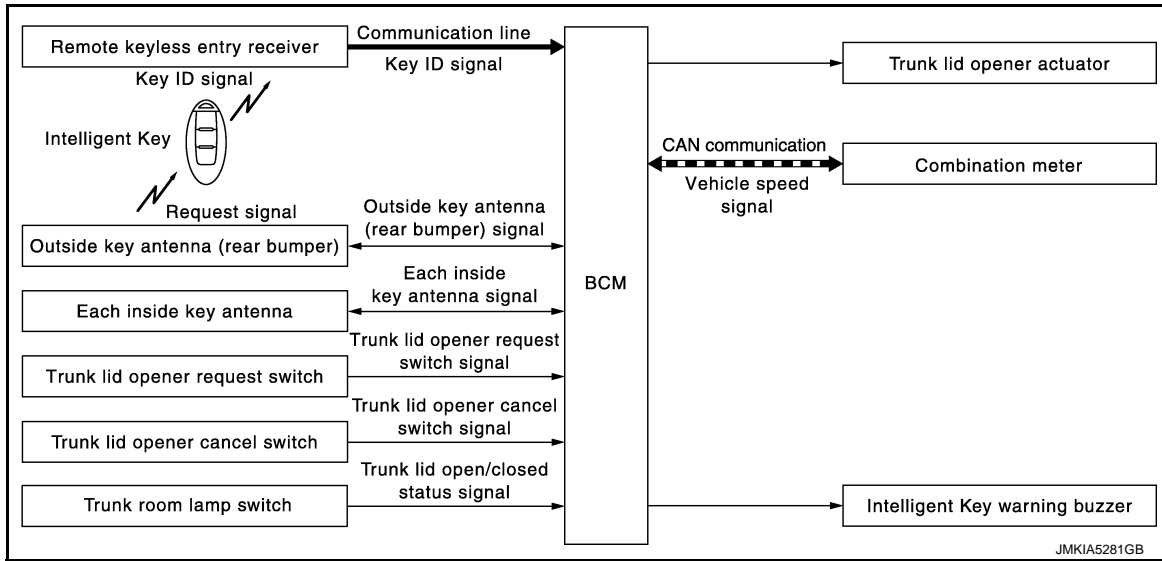 Remote keyless entry receiver
Communication line
Key ID signal
Key ID signal
Intelligent Key
Request signal
Outside key antenna (rear bumper)
Outside key antenna
(rear bumper) signal
Each inside key antenna
Each inside
key antenna signal
Trunk lid opener request switch
Trunk lid opener request
switch signal
Trunk lid opener cancel switch
Trunk lid opener cancel
switch signal
Trunk room lamp switch
Trunk lid open/closed
status signal
BCM
Trunk lid opener actuator
CAN communication
Vehicle speed
signal
Combination meter
Intelligent Key warning buzzer
JMKIA5281GB